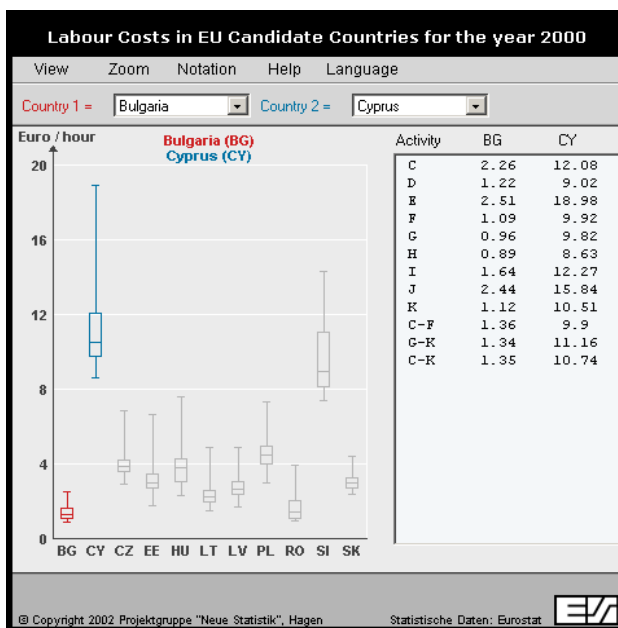 Labour Costs in EU Candidate Countries for the year 2000
View Zoom Notation Help Language
Country 1 = Bulgaria Country 2 = Cyprus
Euro / hour
Bulgaria (BG)
Cyprus (CY)
20
16
12
8
4
0
BG CY CZ EE HU LT LV PL RO SI SK
Activity BG CY
C 2.26 12.08
D 1.22 9.02
E 2.51 18.98
F 1.09 9.92
G 0.96 9.82
H 0.89 8.63
I 1.64 12.27
J 2.44 15.84
K 1.12 10.51
C-F 1.36 9.9
G-K 1.34 11.16
C-K 1.35 10.74
© Copyright 2002 Projektgruppe "Neue Statistik", Hagen
Statistische Daten: Eurostat